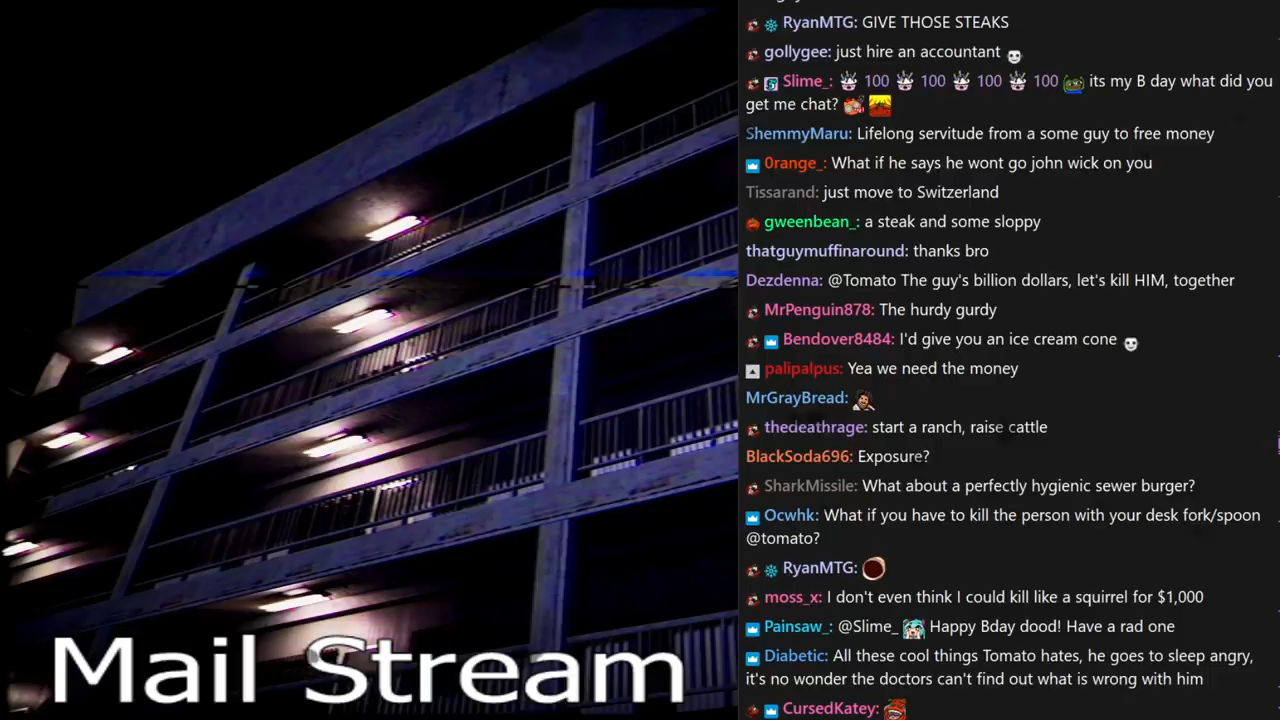 RyanMTG: GIVE THOSE STEAKS
gollygee: just hire an accountant
Slime_: 100 100 100 100 its my B day what did you
get me chat?
ShemmyMaru: Lifelong servitude from a some guy to free money
0range_: What if he says he wont go john wick on you
Tissarand: just move to Switzerland
gweenbean_: a steak and some sloppy
thatguymuffinaround: thanks bro
Dezdenna: @Tomato The guy's billion dollars, let's kill HIM, together
MrPenguin878: The hurdy gurdy
Bendover8484: I'd give you an ice cream cone
palipalpus: Yea we need the money
MrGrayBread:
thedeathrage: start a ranch, raise cattle
BlackSoda696: Exposure?
SharkMissile: What about a perfectly hygienic sewer burger?
Ocwhk: What if you have to kill the person with your desk fork/spoon
@tomato?
RyanMTG:
moss_x: I don't even think I could kill like a squirrel for $1,000
Painsaw_: @Slime_ Happy Bday dood! Have a rad one
Diabetic: All these cool things Tomato hates, he goes to sleep angry,
it's no wonder the doctors can't find out what is wrong with him
CursedKatey:
Mail Stream